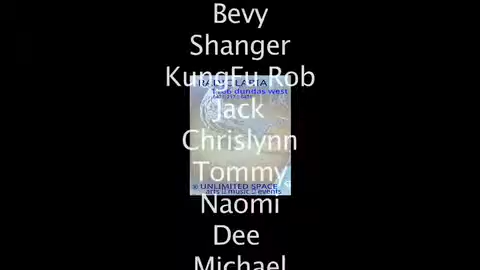 Bevy
Shanger
KungFu Rob
dundas west
Jack
Chrislynn
Tommy
UNLIMITED SPACE
arts music events
Naomi
Dee
Michael